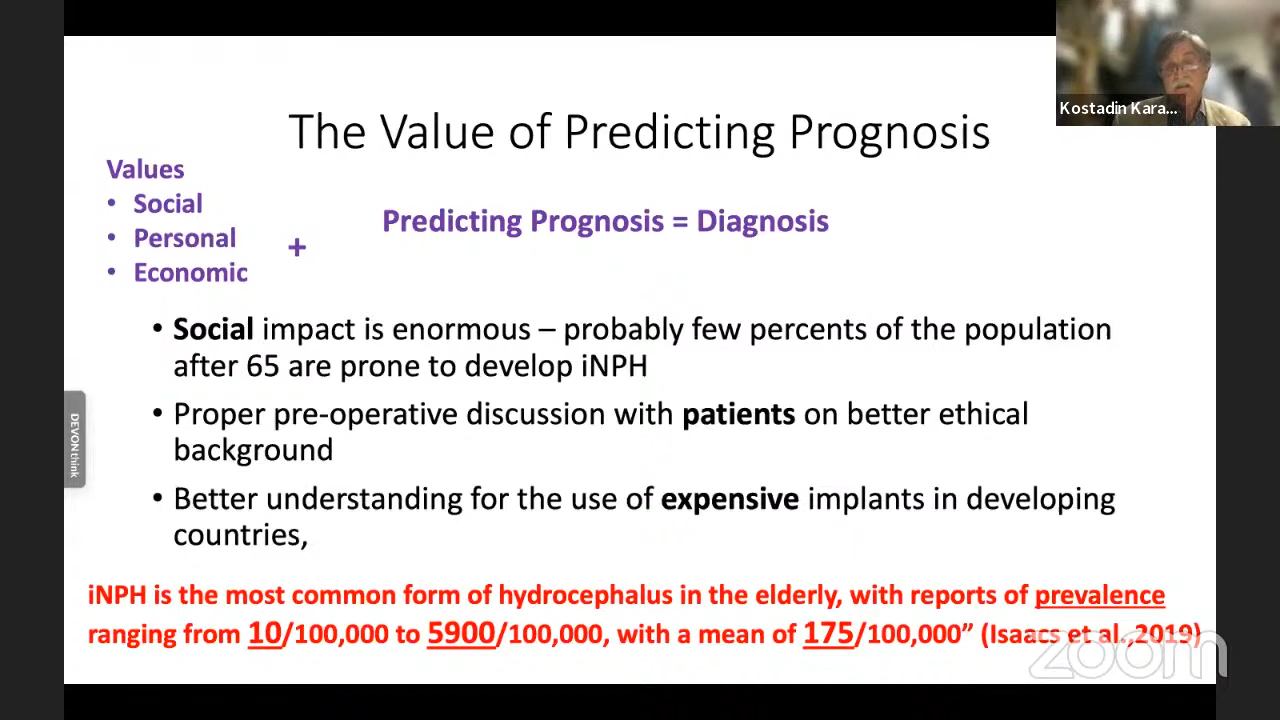 Kostadin Kara...
The Value of Predicting Prognosis
Values
• Social
• Personal
• Economic
+
Predicting Prognosis = Diagnosis
• Social impact is enormous – probably few percents of the population
after 65 are prone to develop iNPH
• Proper pre-operative discussion with patients on better ethical
background
• Better understanding for the use of expensive implants in developing
countries,
DEVONthink
iNPH is the most common form of hydrocephalus in the elderly, with reports of prevalence
ranging from 10/100,000 to 5900/100,000, with a mean of 175/100,000” (Isaacs et al.,2019)
zoom